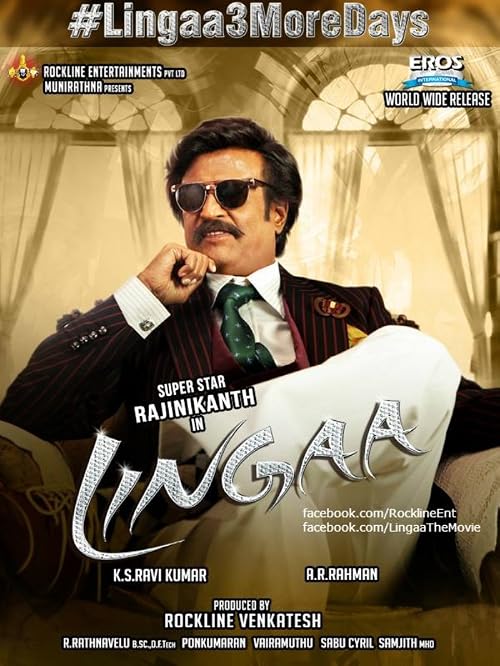 #Lingaa3MoreDays
ROCKLINE ENTERTAINMENTS PVT LTD
MUNIRATHNA PRESENTS
EROS
INTERNATIONAL
WORLD WIDE RELEASE
SUPER STAR
RAJINIKANTH
IN
LINGAA
facebook.com/RocklineEnt
facebook.com/LingaaTheMovie
K.S.RAVI KUMAR
A.R.RAHMAN
PRODUCED BY
ROCKLINE VENKATESH
R.RATHNAVELU B.SC.,D.F.TECH PONKUMARAN VAIRAMUTHU SABU CYRIL SAMJITH MHD